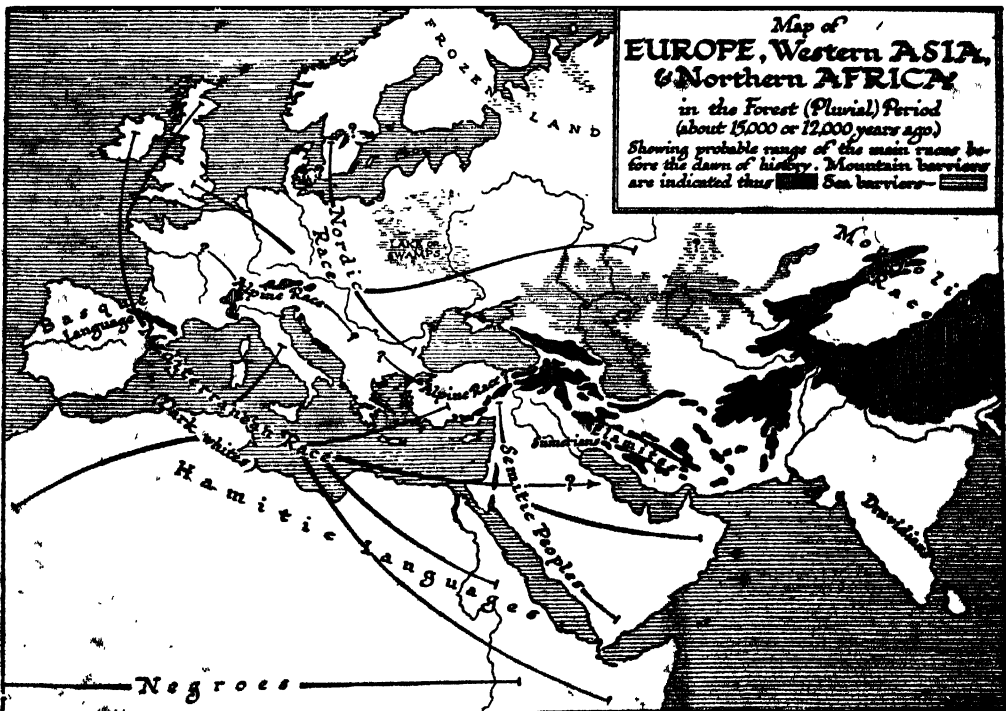 Map of
EUROPE, Western ASIA,
& Northern AFRICA
in the Forest (Pluvial) Period
(about 15,000 or 12,000 years ago.)
Shewing probable range of the main races be-
fore the dawn of history. Mountain barriers
are indicated thus Sea barriers—
FROZEN LAND
?
Nordic
Race
LAKE or
SWAMPS
?
Mongolian
Race
?
Alpine Race
Basque
Language
?
Alpine Race
Mediterranean Race
(Dark whites)
Sumerians
Elamites
Hamitic Languages
Semitic Peoples
?
Dravidians
Negroes